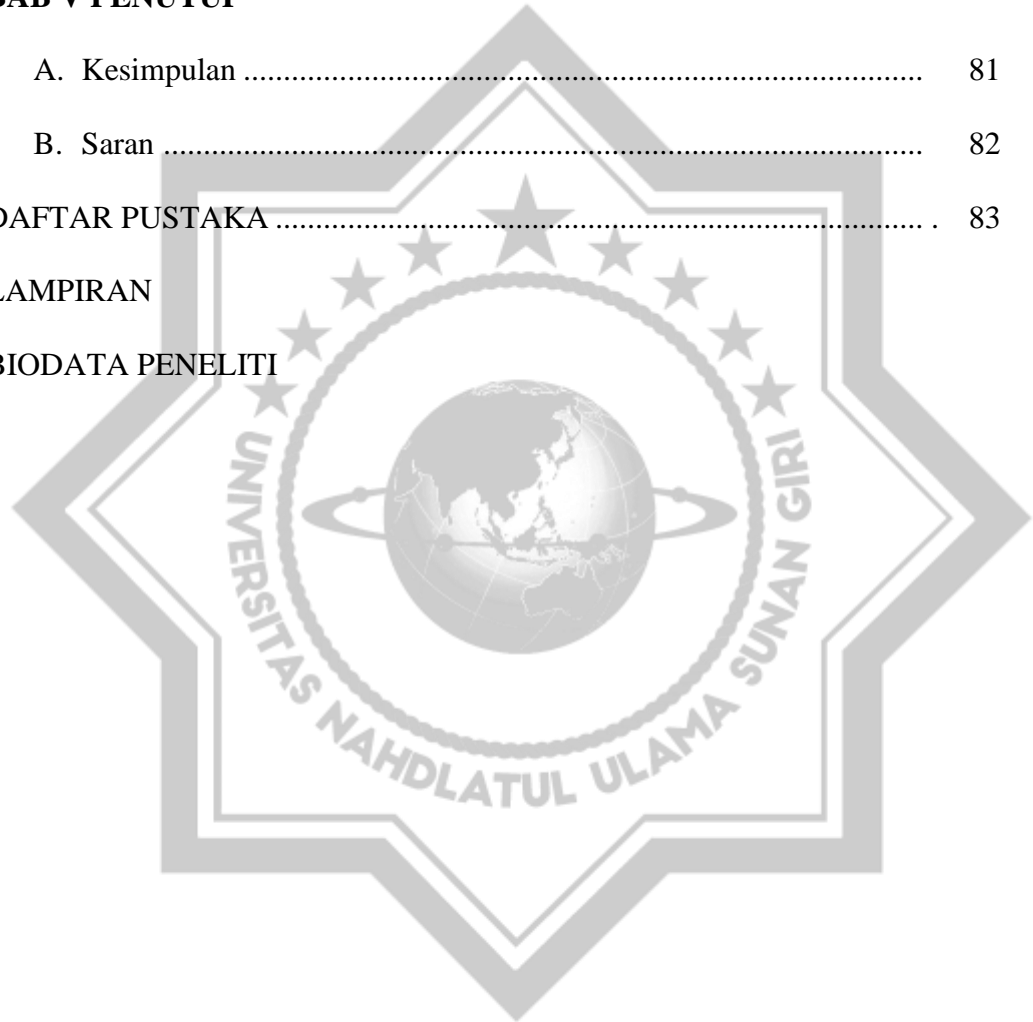 BAB V PENUTUP
A. Kesimpulan ..................................................................................... 81
B. Saran ............................................................................................... 82
DAFTAR PUSTAKA ................................................................................. . 83
LAMPIRAN
BIODATA PENELITI
UNIVERSITAS NAHDLATUL ULAMA SUNAN GIRI